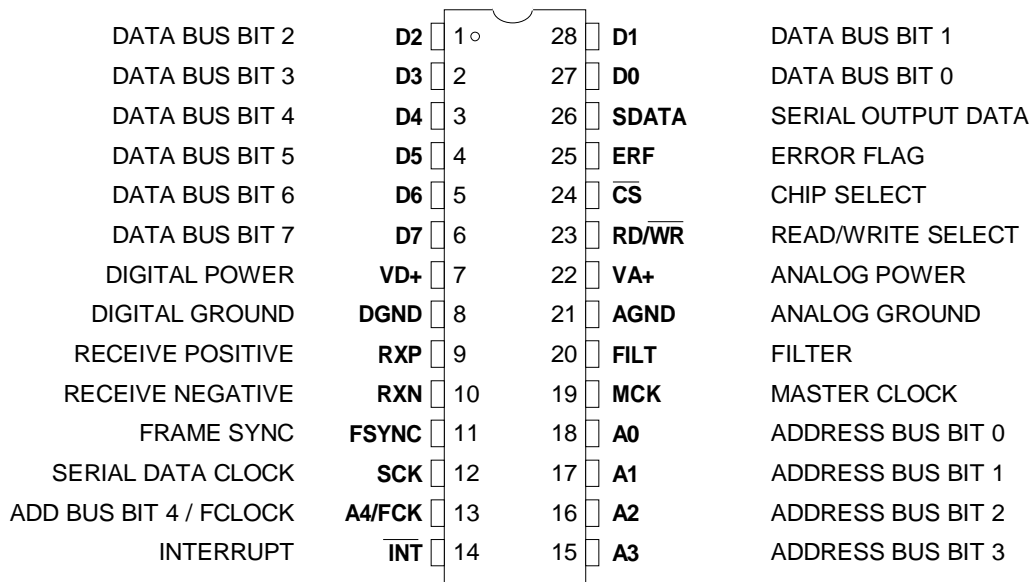 DATA BUS BIT 2 D2 1 28 D1 DATA BUS BIT 1
DATA BUS BIT 3 D3 2 27 D0 DATA BUS BIT 0
DATA BUS BIT 4 D4 3 26 SDATA SERIAL OUTPUT DATA
DATA BUS BIT 5 D5 4 25 ERF ERROR FLAG
DATA BUS BIT 6 D6 5 24 C̅S̅ CHIP SELECT
DATA BUS BIT 7 D7 6 23 RD/W̅R̅ READ/WRITE SELECT
DIGITAL POWER VD+ 7 22 VA+ ANALOG POWER
DIGITAL GROUND DGND 8 21 AGND ANALOG GROUND
RECEIVE POSITIVE RXP 9 20 FILT FILTER
RECEIVE NEGATIVE RXN 10 19 MCK MASTER CLOCK
FRAME SYNC FSYNC 11 18 A0 ADDRESS BUS BIT 0
SERIAL DATA CLOCK SCK 12 17 A1 ADDRESS BUS BIT 1
ADD BUS BIT 4 / FCLOCK A4/FCK 13 16 A2 ADDRESS BUS BIT 2
INTERRUPT I̅N̅T̅ 14 15 A3 ADDRESS BUS BIT 3